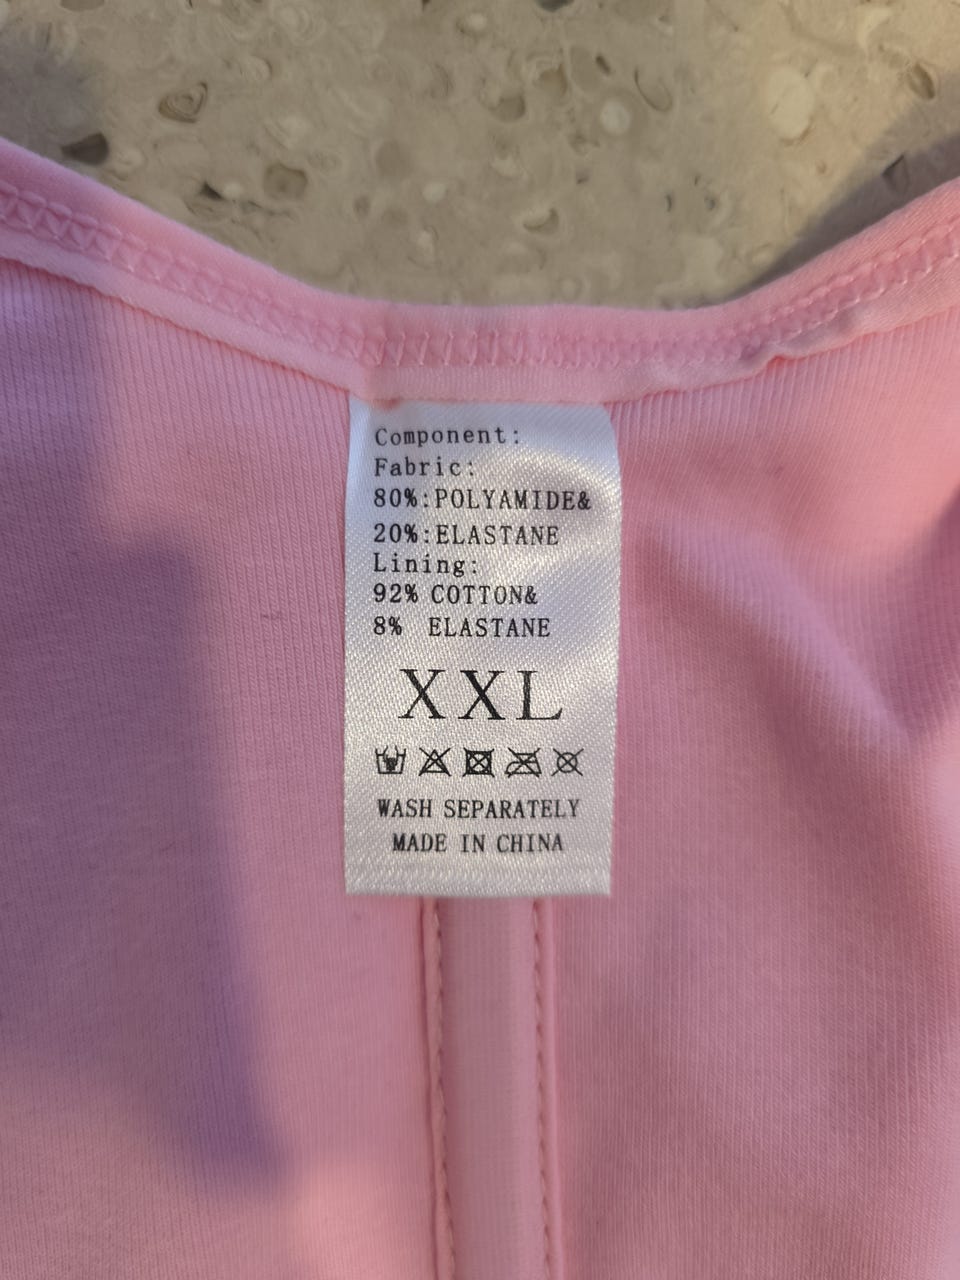 Component:
Fabric:
80%:POLYAMIDE&
20%:ELASTANE
Lining:
92% COTTON&
8% ELASTANE
XXL
WASH SEPARATELY
MADE IN CHINA